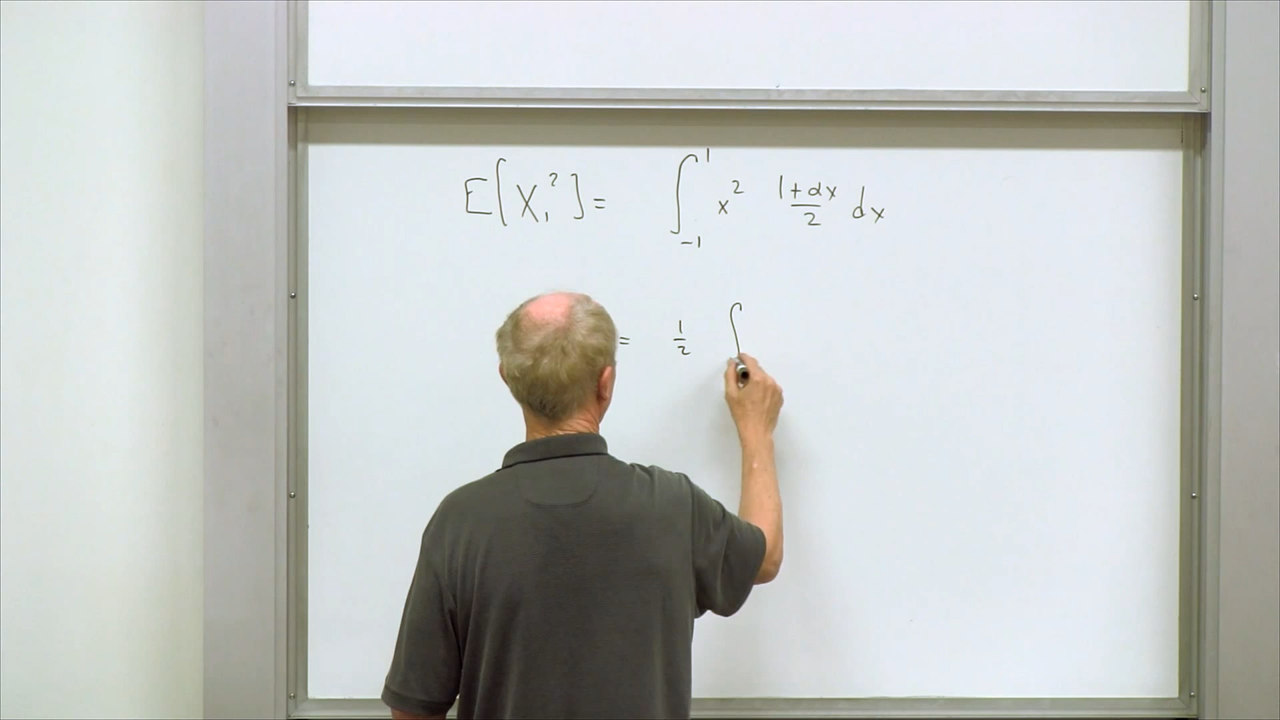 E[X₁²] = ∫₋₁¹ x² (1+αx)/2 dx
= 1/2 ∫